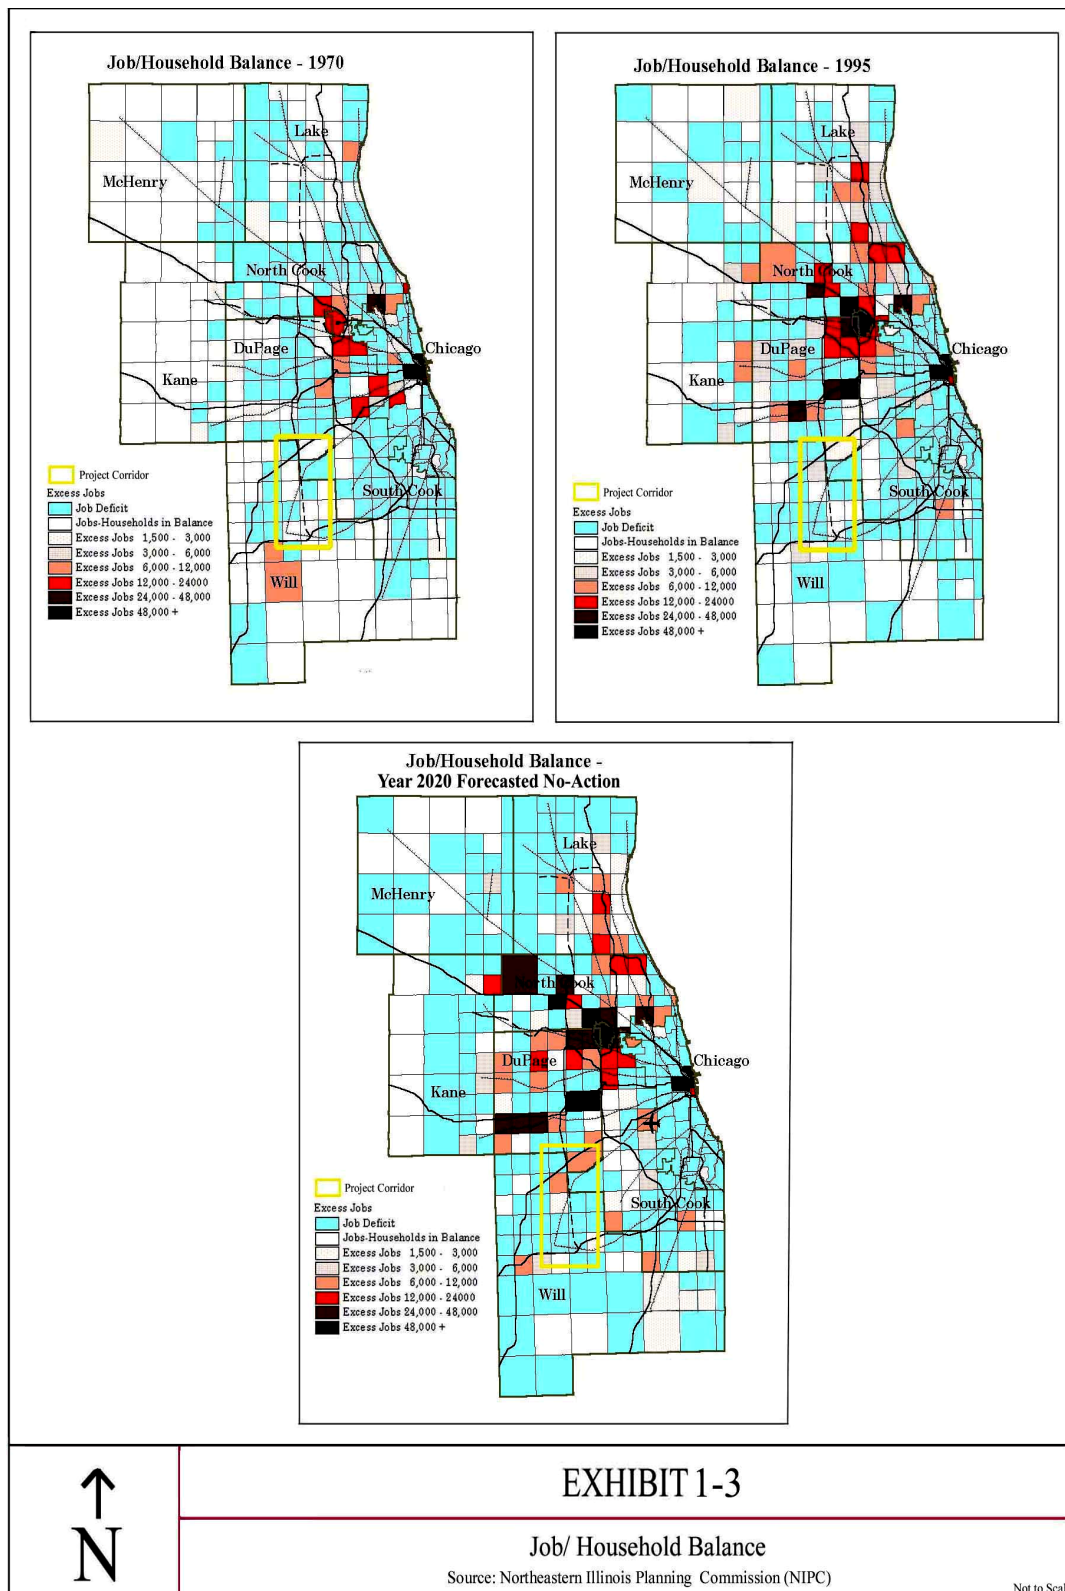 Job/Household Balance - 1970
Lake
McHenry
North Cook
DuPage
Chicago
Kane
South Cook
Will
Project Corridor
Excess Jobs
Job Deficit
Jobs-Households in Balance
Excess Jobs 1,500 - 3,000
Excess Jobs 3,000 - 6,000
Excess Jobs 6,000 - 12,000
Excess Jobs 12,000 - 24000
Excess Jobs 24,000 - 48,000
Excess Jobs 48,000 +
Job/Household Balance - 1995
Lake
McHenry
North Cook
DuPage
Chicago
Kane
South Cook
Will
Project Corridor
Excess Jobs
Job Deficit
Jobs-Households in Balance
Excess Jobs 1,500 - 3,000
Excess Jobs 3,000 - 6,000
Excess Jobs 6,000 - 12,000
Excess Jobs 12,000 - 24000
Excess Jobs 24,000 - 48,000
Excess Jobs 48,000 +
Job/Household Balance -
Year 2020 Forecasted No-Action
Lake
McHenry
North Cook
DuPage
Chicago
Kane
South Cook
Will
Project Corridor
Excess Jobs
Job Deficit
Jobs-Households in Balance
Excess Jobs 1,500 - 3,000
Excess Jobs 3,000 - 6,000
Excess Jobs 6,000 - 12,000
Excess Jobs 12,000 - 24000
Excess Jobs 24,000 - 48,000
Excess Jobs 48,000 +
N
EXHIBIT 1-3
Job/ Household Balance
Source: Northeastern Illinois Planning Commission (NIPC)
Not to Scal